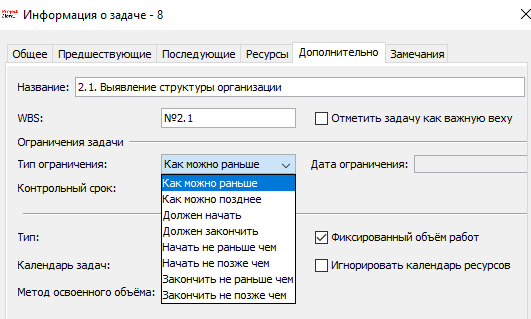 Информация о задаче - 8
Общее Предшествующие Последующие Ресурсы Дополнительно Замечания
Название: 2.1. Выявление структуры организации
WBS: №2.1 Отметить задачу как важную веху
Ограничения задачи
Тип ограничения: Как можно раньше Дата ограничения:
Контрольный срок:
Как можно раньше
Как можно позднее
Должен начать
Должен закончить
Начать не раньше чем
Начать не позже чем
Закончить не раньше чем
Закончить не позже чем
Тип: Фиксированный объём работ
Календарь задач: Игнорировать календарь ресурсов
Метод освоенного объёма: